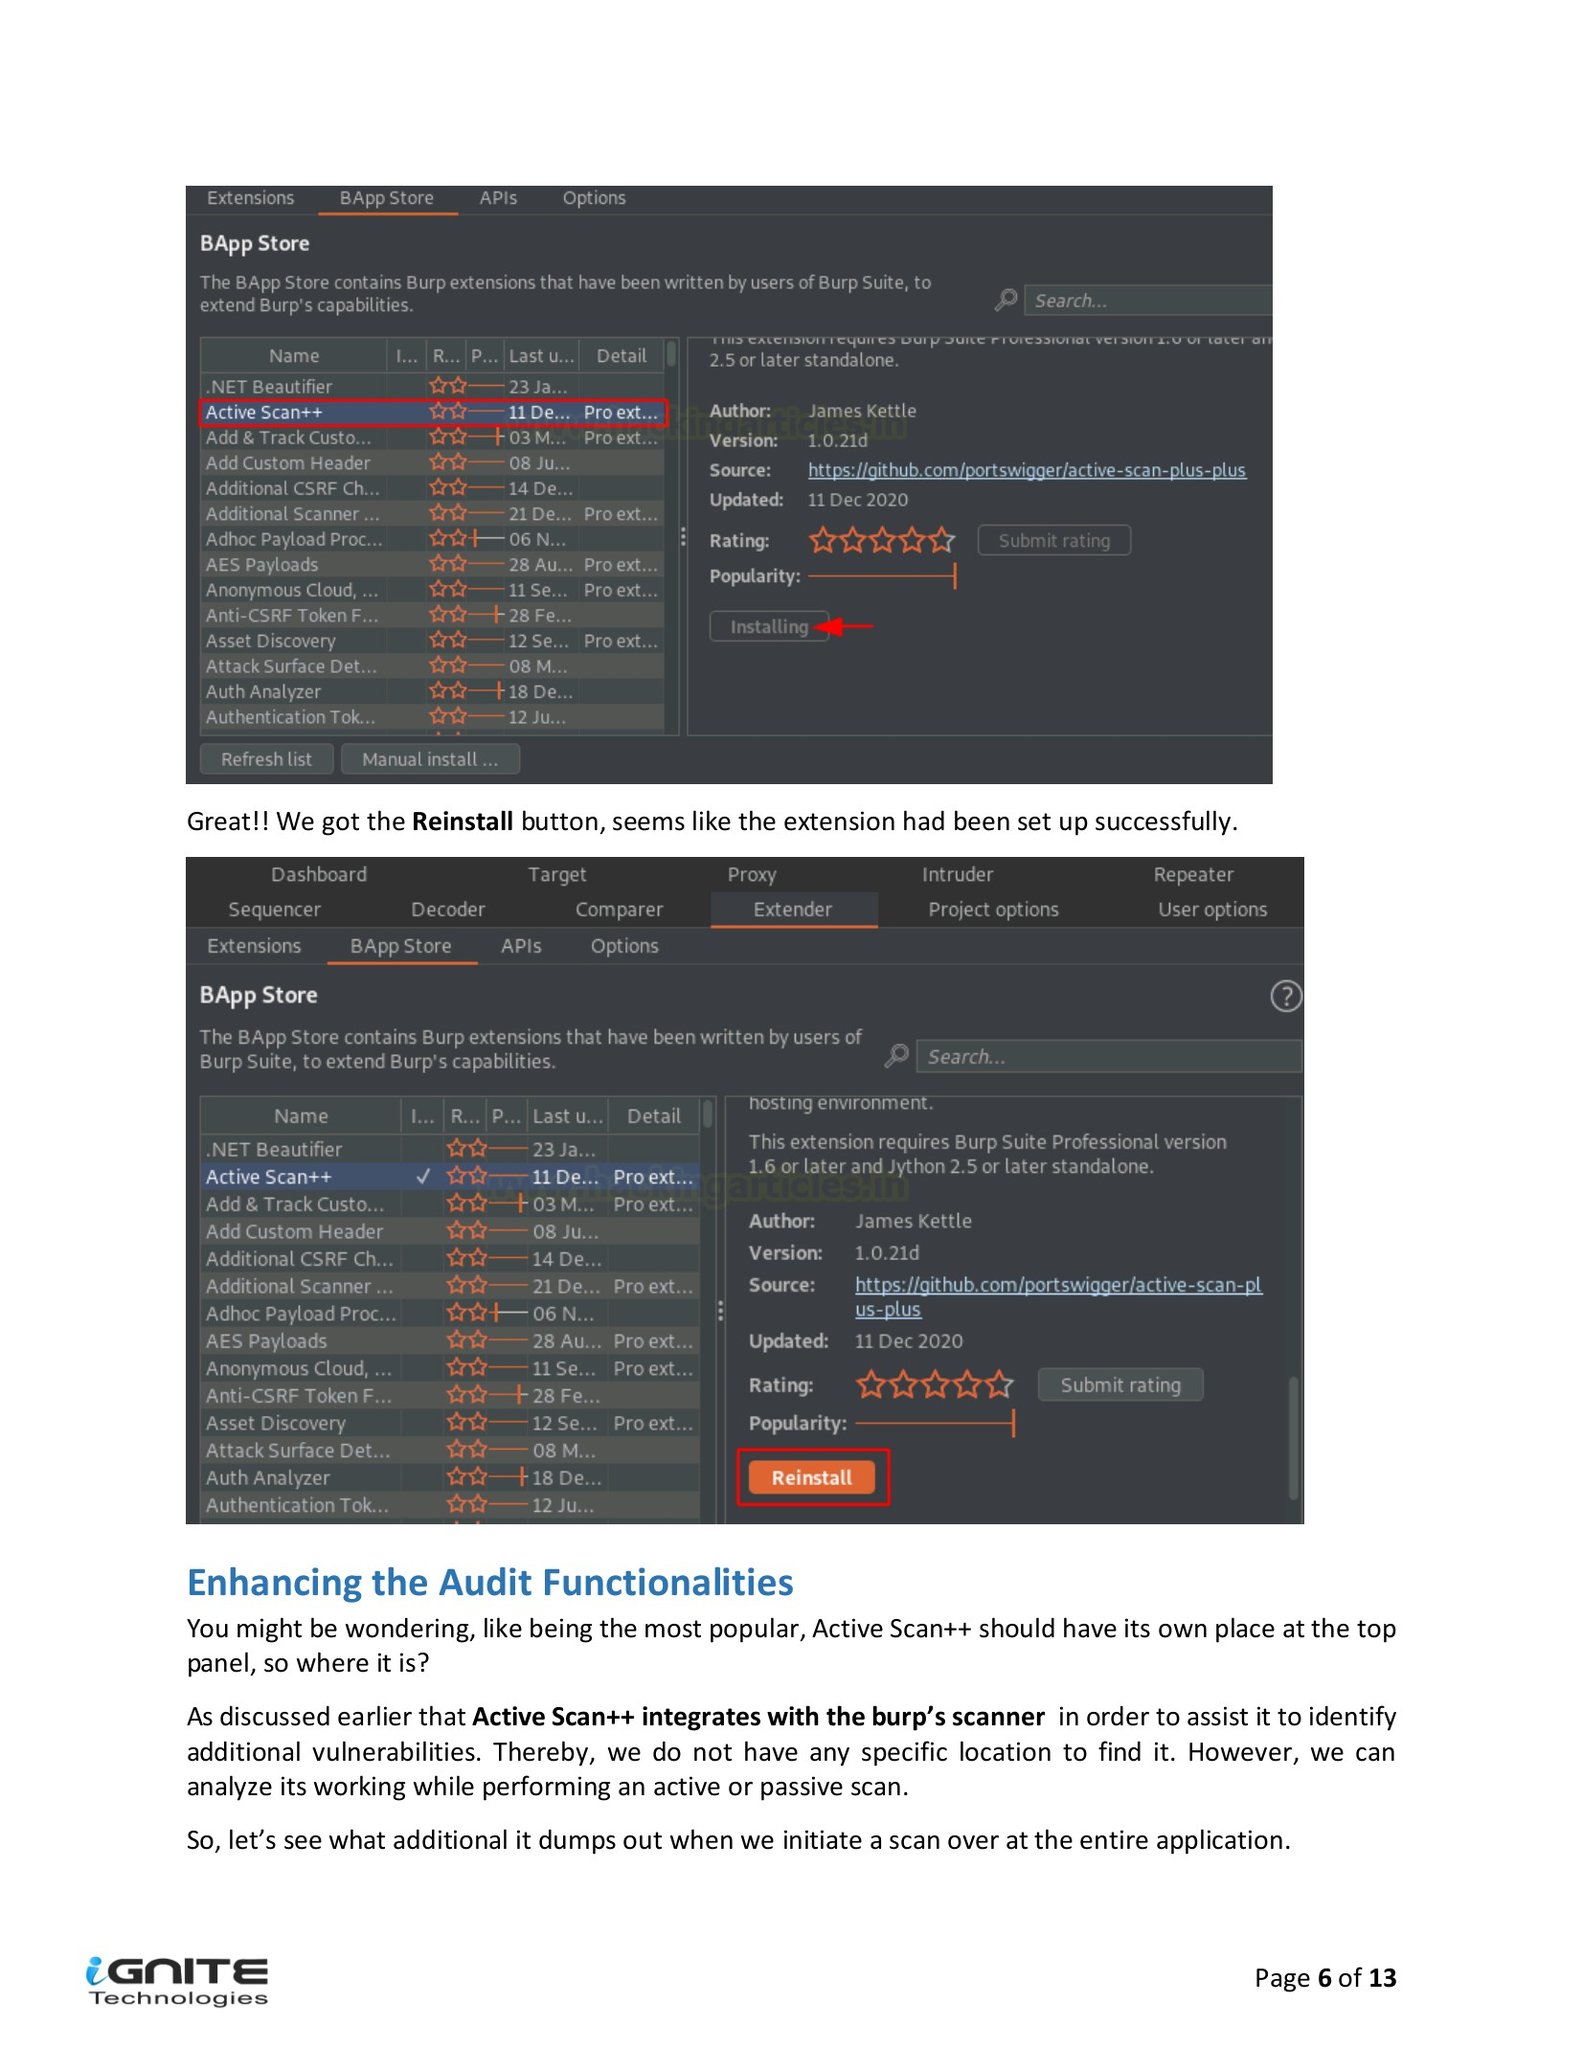 Extensions BApp Store APIs Options
BApp Store
The BApp Store contains Burp extensions that have been written by users of Burp Suite, to
extend Burp's capabilities.
Search...
Name I... R... P... Last u... Detail
.NET Beautifier 23 Ja...
Active Scan++ 11 De... Pro ext...
Add & Track Custo... 03 M... Pro ext...
Add Custom Header 08 Ju...
Additional CSRF Ch... 14 De...
Additional Scanner ... 21 De... Pro ext...
Adhoc Payload Proc... 06 N...
AES Payloads 28 Au... Pro ext...
Anonymous Cloud, ... 11 Se... Pro ext...
Anti-CSRF Token F... 28 Fe...
Asset Discovery 12 Se... Pro ext...
Attack Surface Det... 08 M...
Auth Analyzer 18 De...
Authentication Tok... 12 Ju...
Refresh list Manual install ...
This extension requires Burp Suite Professional version 1.6 or later an
2.5 or later standalone.
Author: James Kettle
Version: 1.0.21d
Source: https://github.com/portswigger/active-scan-plus-plus
Updated: 11 Dec 2020
Rating: Submit rating
Popularity:
Installing
www.hackingarticles.in
Great!! We got the Reinstall button, seems like the extension had been set up successfully.
Dashboard Target Proxy Intruder Repeater
Sequencer Decoder Comparer Extender Project options User options
Extensions BApp Store APIs Options
BApp Store
?
The BApp Store contains Burp extensions that have been written by users of
Burp Suite, to extend Burp's capabilities.
Search...
Name I... R... P... Last u... Detail
.NET Beautifier 23 Ja...
Active Scan++ ✓ 11 De... Pro ext...
Add & Track Custo... 03 M... Pro ext...
Add Custom Header 08 Ju...
Additional CSRF Ch... 14 De...
Additional Scanner ... 21 De... Pro ext...
Adhoc Payload Proc... 06 N...
AES Payloads 28 Au... Pro ext...
Anonymous Cloud, ... 11 Se... Pro ext...
Anti-CSRF Token F... 28 Fe...
Asset Discovery 12 Se... Pro ext...
Attack Surface Det... 08 M...
Auth Analyzer 18 De...
Authentication Tok... 12 Ju...
hosting environment.
This extension requires Burp Suite Professional version
1.6 or later and Jython 2.5 or later standalone.
Author: James Kettle
Version: 1.0.21d
Source: https://github.com/portswigger/active-scan-pl
us-plus
Updated: 11 Dec 2020
Rating: Submit rating
Popularity:
Reinstall
www.hackingarticles.in
Enhancing the Audit Functionalities
You might be wondering, like being the most popular, Active Scan++ should have its own place at the top
panel, so where it is?
As discussed earlier that Active Scan++ integrates with the burp’s scanner in order to assist it to identify
additional vulnerabilities. Thereby, we do not have any specific location to find it. However, we can
analyze its working while performing an active or passive scan.
So, let’s see what additional it dumps out when we initiate a scan over at the entire application.
iGNITE
Technologies
Page 6 of 13